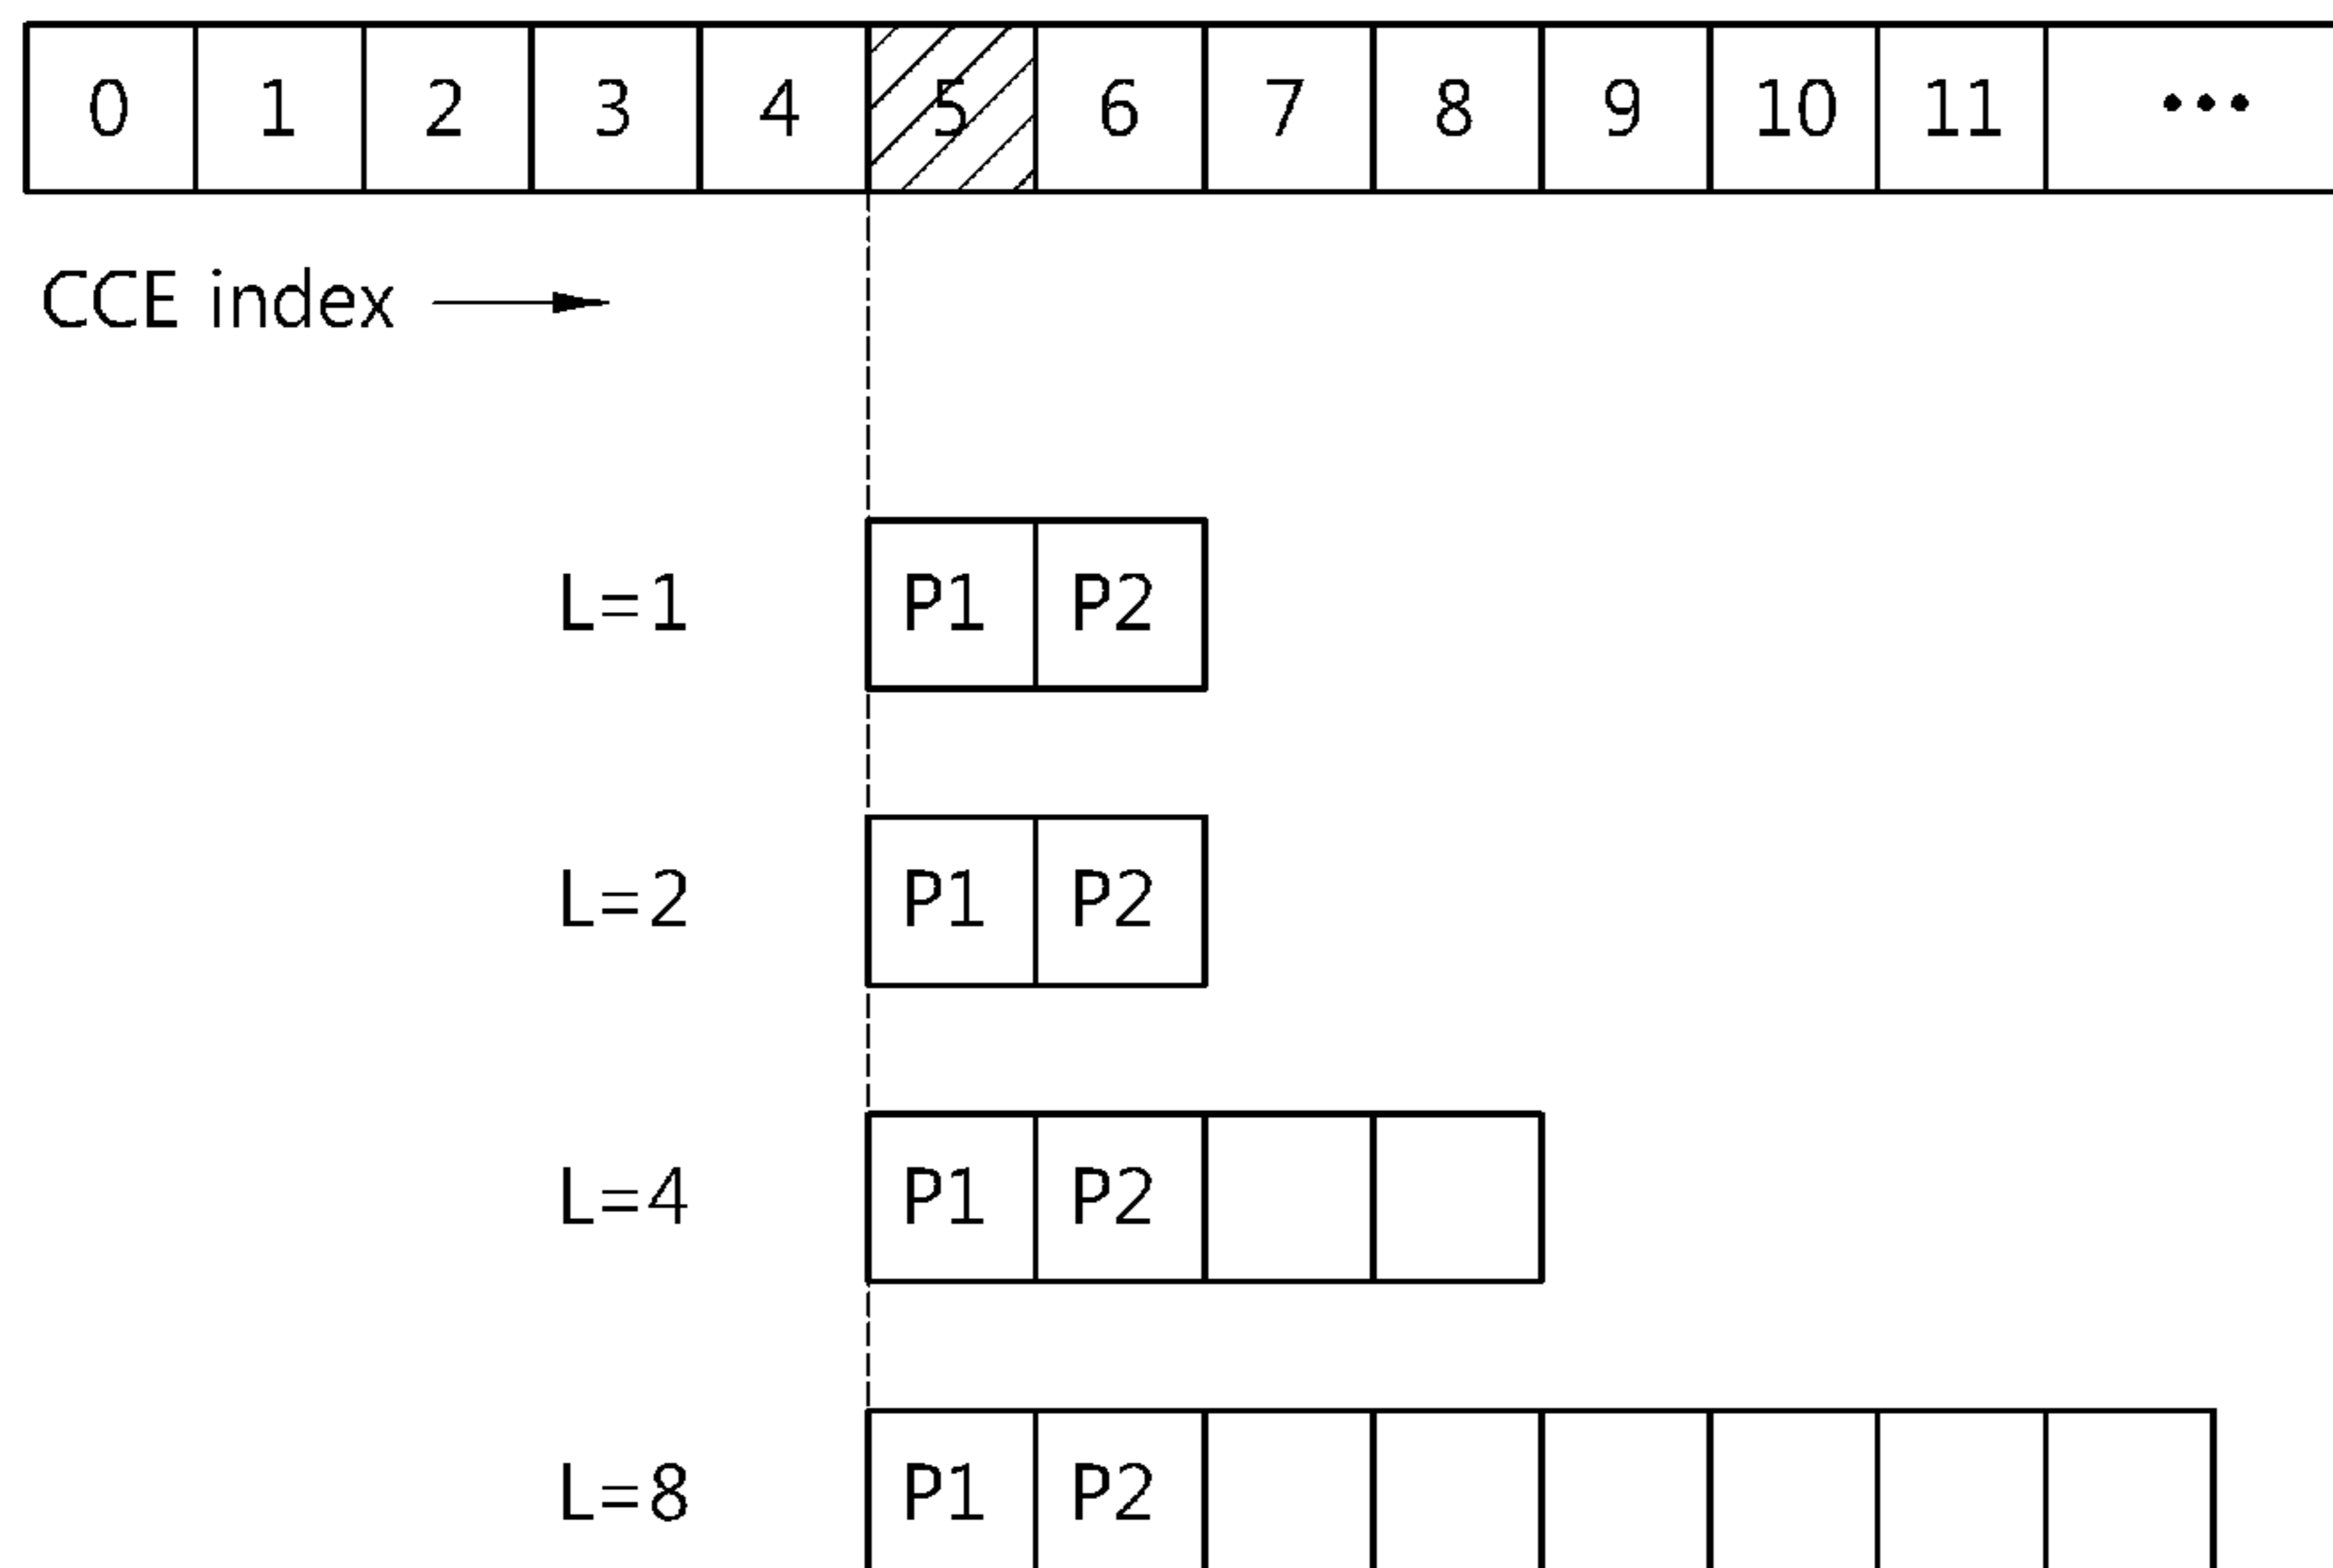 0 1 2 3 4 5 6 7 8 9 10 11 •••
CCE index
L=1 P1 P2
L=2 P1 P2
L=4 P1 P2
L=8 P1 P2